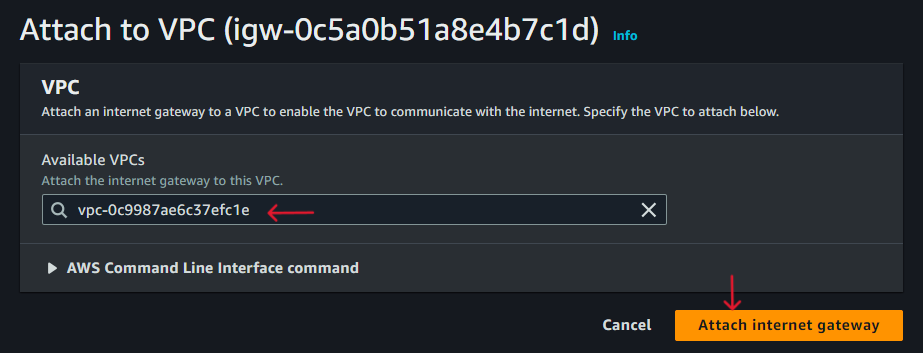 Attach to VPC (igw-0c5a0b51a8e4b7c1d) Info
VPC
Attach an internet gateway to a VPC to enable the VPC to communicate with the internet. Specify the VPC to attach below.
Available VPCs
Attach the internet gateway to this VPC.
vpc-0c9987ae6c37efc1e
AWS Command Line Interface command
Cancel Attach internet gateway